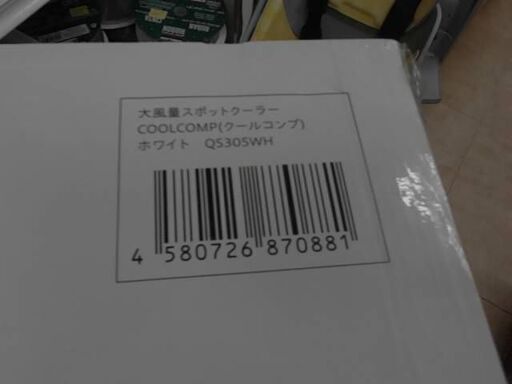 大風量スポットクーラー
COOLCOMP(クールコンプ)
ホワイト QS305WH
4 580726 870881